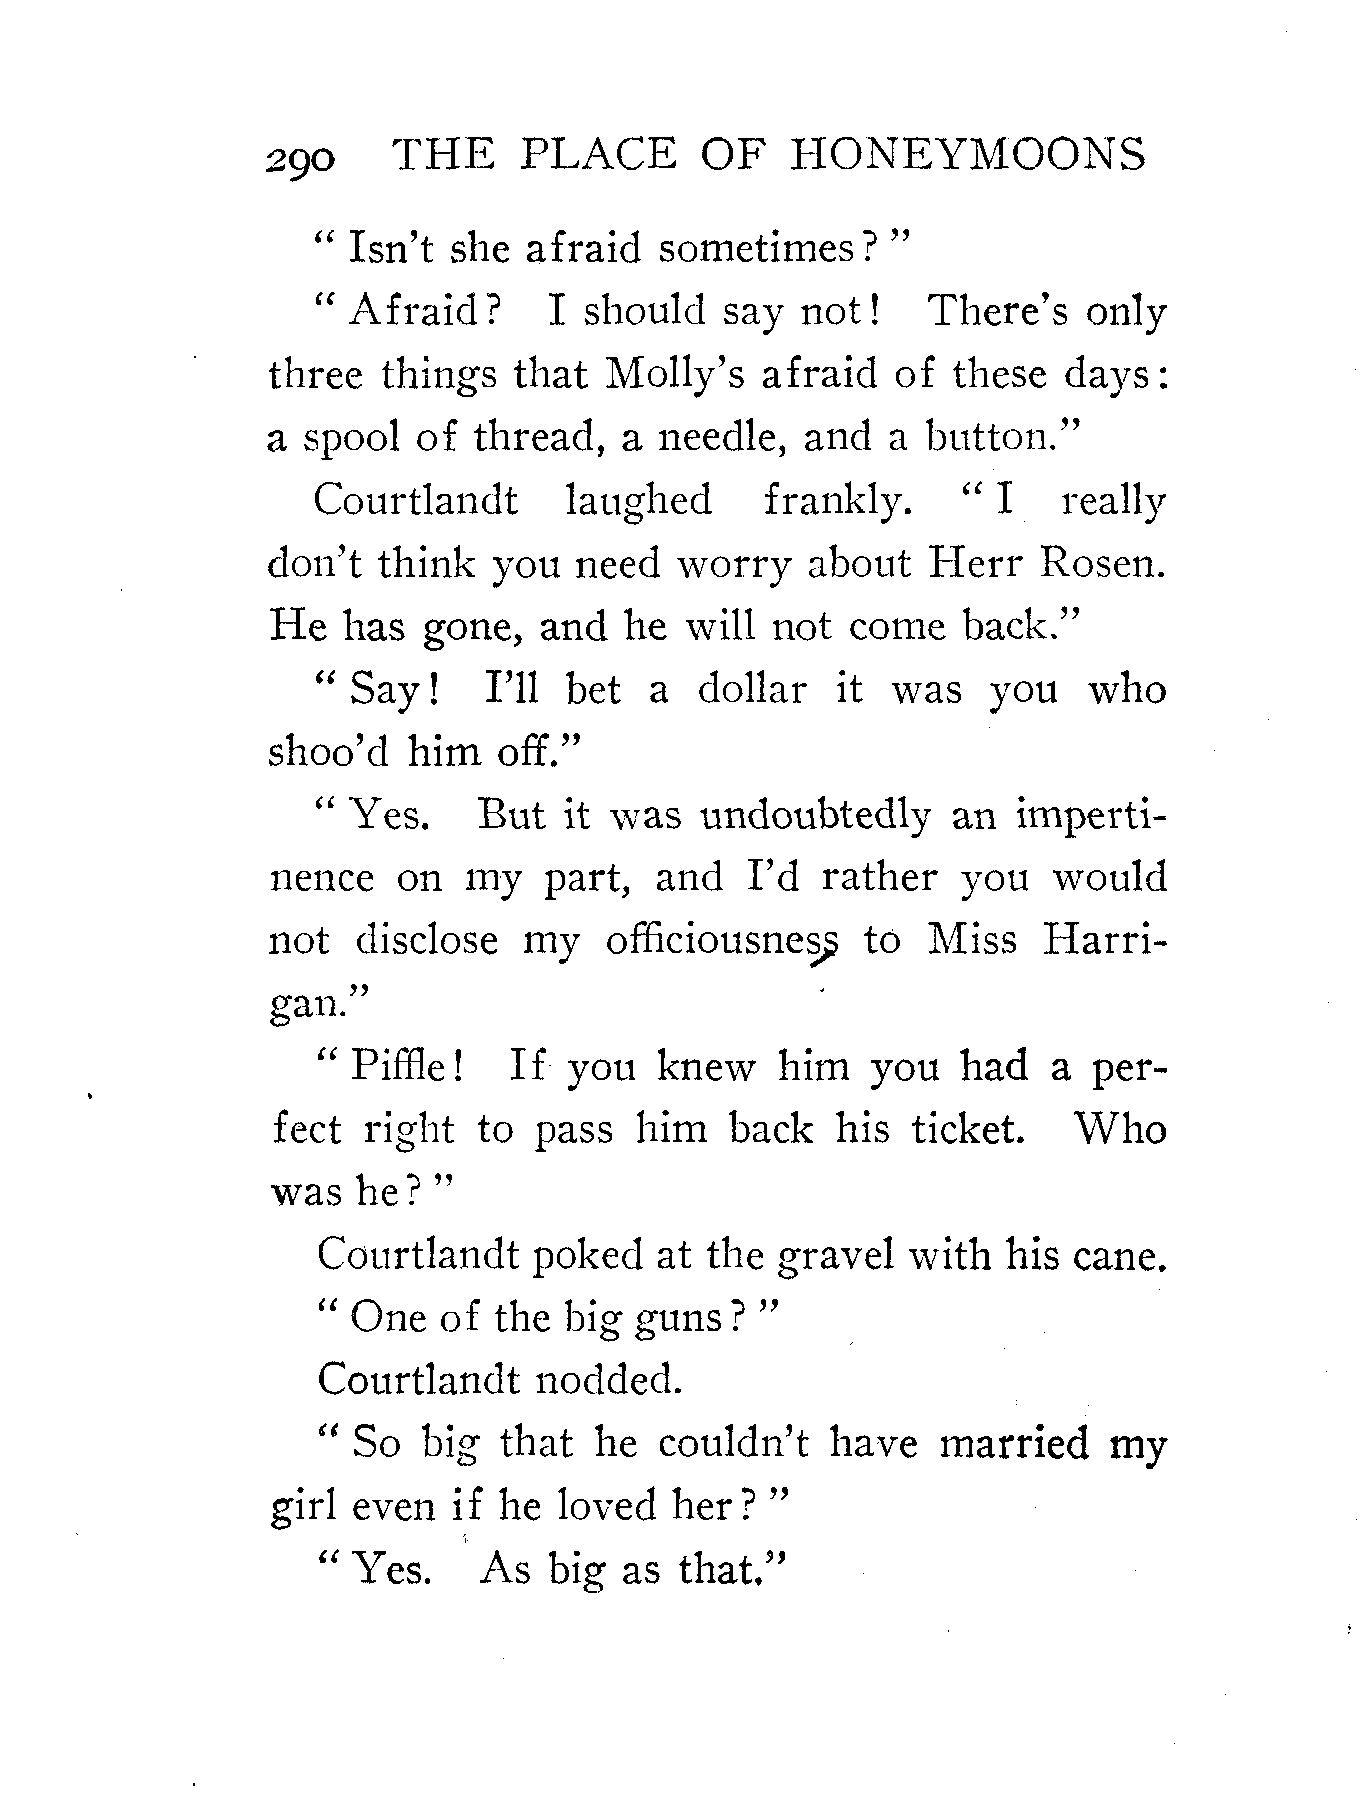 290 THE PLACE OF HONEYMOONS
“ Isn’t she afraid sometimes? ”
“ Afraid? I should say not! There’s only
three things that Molly’s afraid of these days:
a spool of thread, a needle, and a button.”
Courtlandt laughed frankly. “ I really
don’t think you need worry about Herr Rosen.
He has gone, and he will not come back.”
“ Say! I’ll bet a dollar it was you who
shoo’d him off.”
“ Yes. But it was undoubtedly an imperti-
nence on my part, and I’d rather you would
not disclose my officiousness to Miss Harri-
gan.”
“ Piffle! If you knew him you had a per-
fect right to pass him back his ticket. Who
was he? ”
Courtlandt poked at the gravel with his cane.
“ One of the big guns? ”
Courtlandt nodded.
“ So big that he couldn’t have married my
girl even if he loved her? ”
“ Yes. As big as that.”